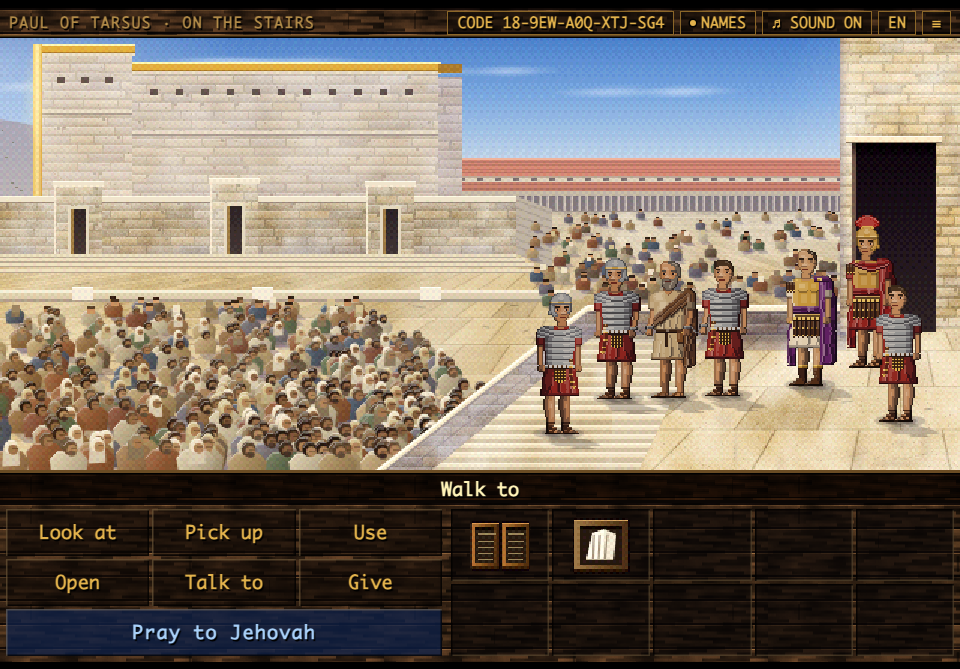 PAUL OF TARSUS · ON THE STAIRS
CODE 18-9EW-A0Q-XTJ-SG4
• NAMES
♬ SOUND ON
EN
≡
Walk to
Look at
Pick up
Use
Open
Talk to
Give
Pray to Jehovah